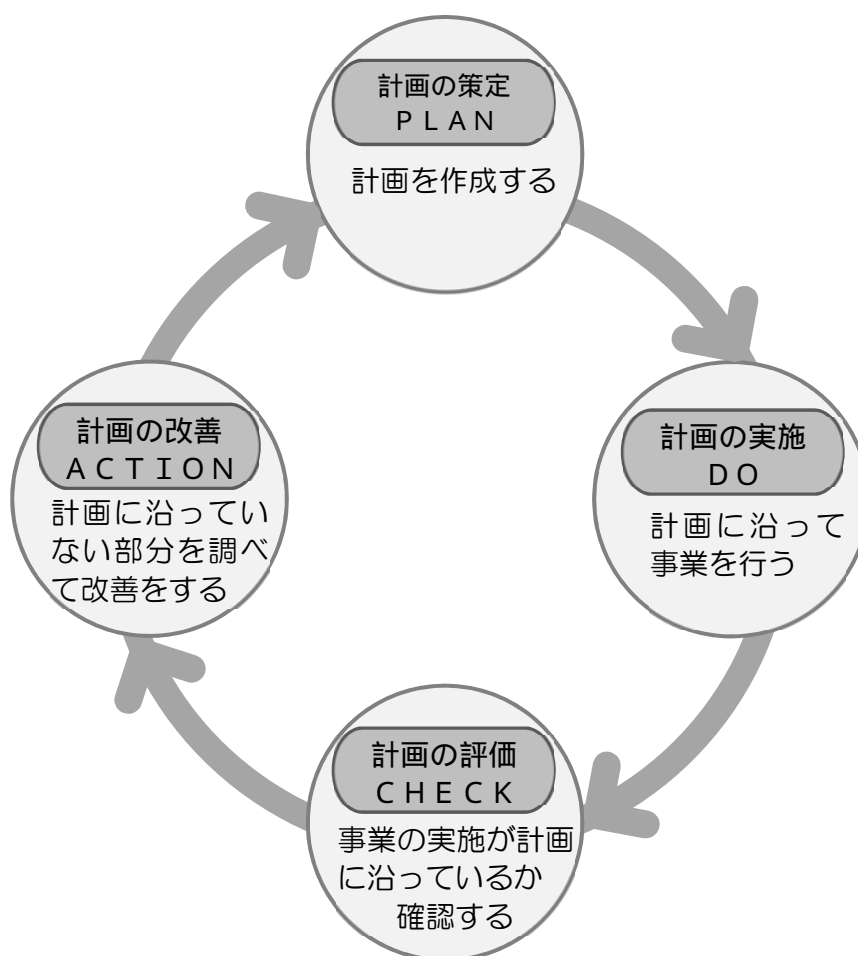 計画の策定
ＰＬＡＮ
計画を作成する
計画の実施
ＤＯ
計画に沿って
事業を行う
計画の評価
ＣＨＥＣＫ
事業の実施が計画
に沿っているか
確認する
計画の改善
ＡＣＴＩＯＮ
計画に沿ってい
ない部分を調べ
て改善をする